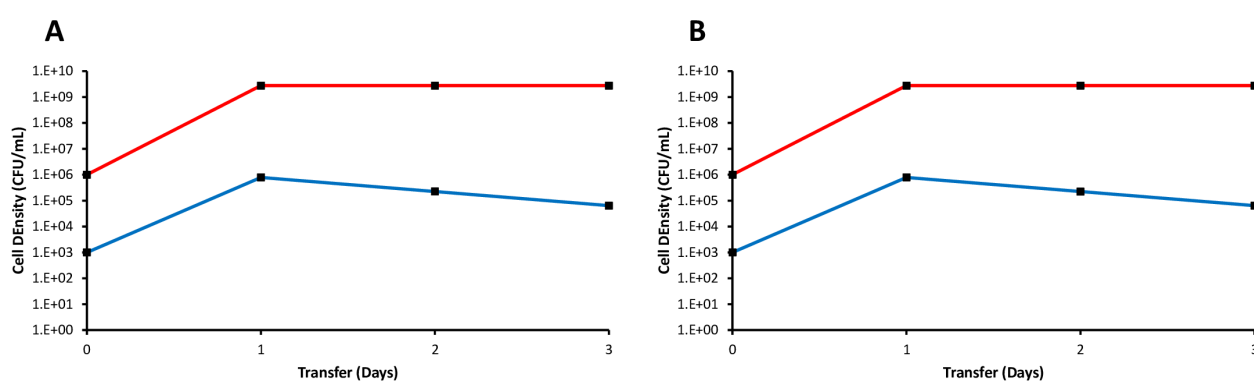 A
1.E+10
1.E+09
1.E+08
1.E+07
1.E+06
1.E+05
1.E+04
1.E+03
1.E+02
1.E+01
1.E+00
Cell DEnsity (CFU/mL)
0 1 2 3
Transfer (Days)
B
1.E+10
1.E+09
1.E+08
1.E+07
1.E+06
1.E+05
1.E+04
1.E+03
1.E+02
1.E+01
1.E+00
Cell DEnsity (CFU/mL)
0 1 2 3
Transfer (Days)